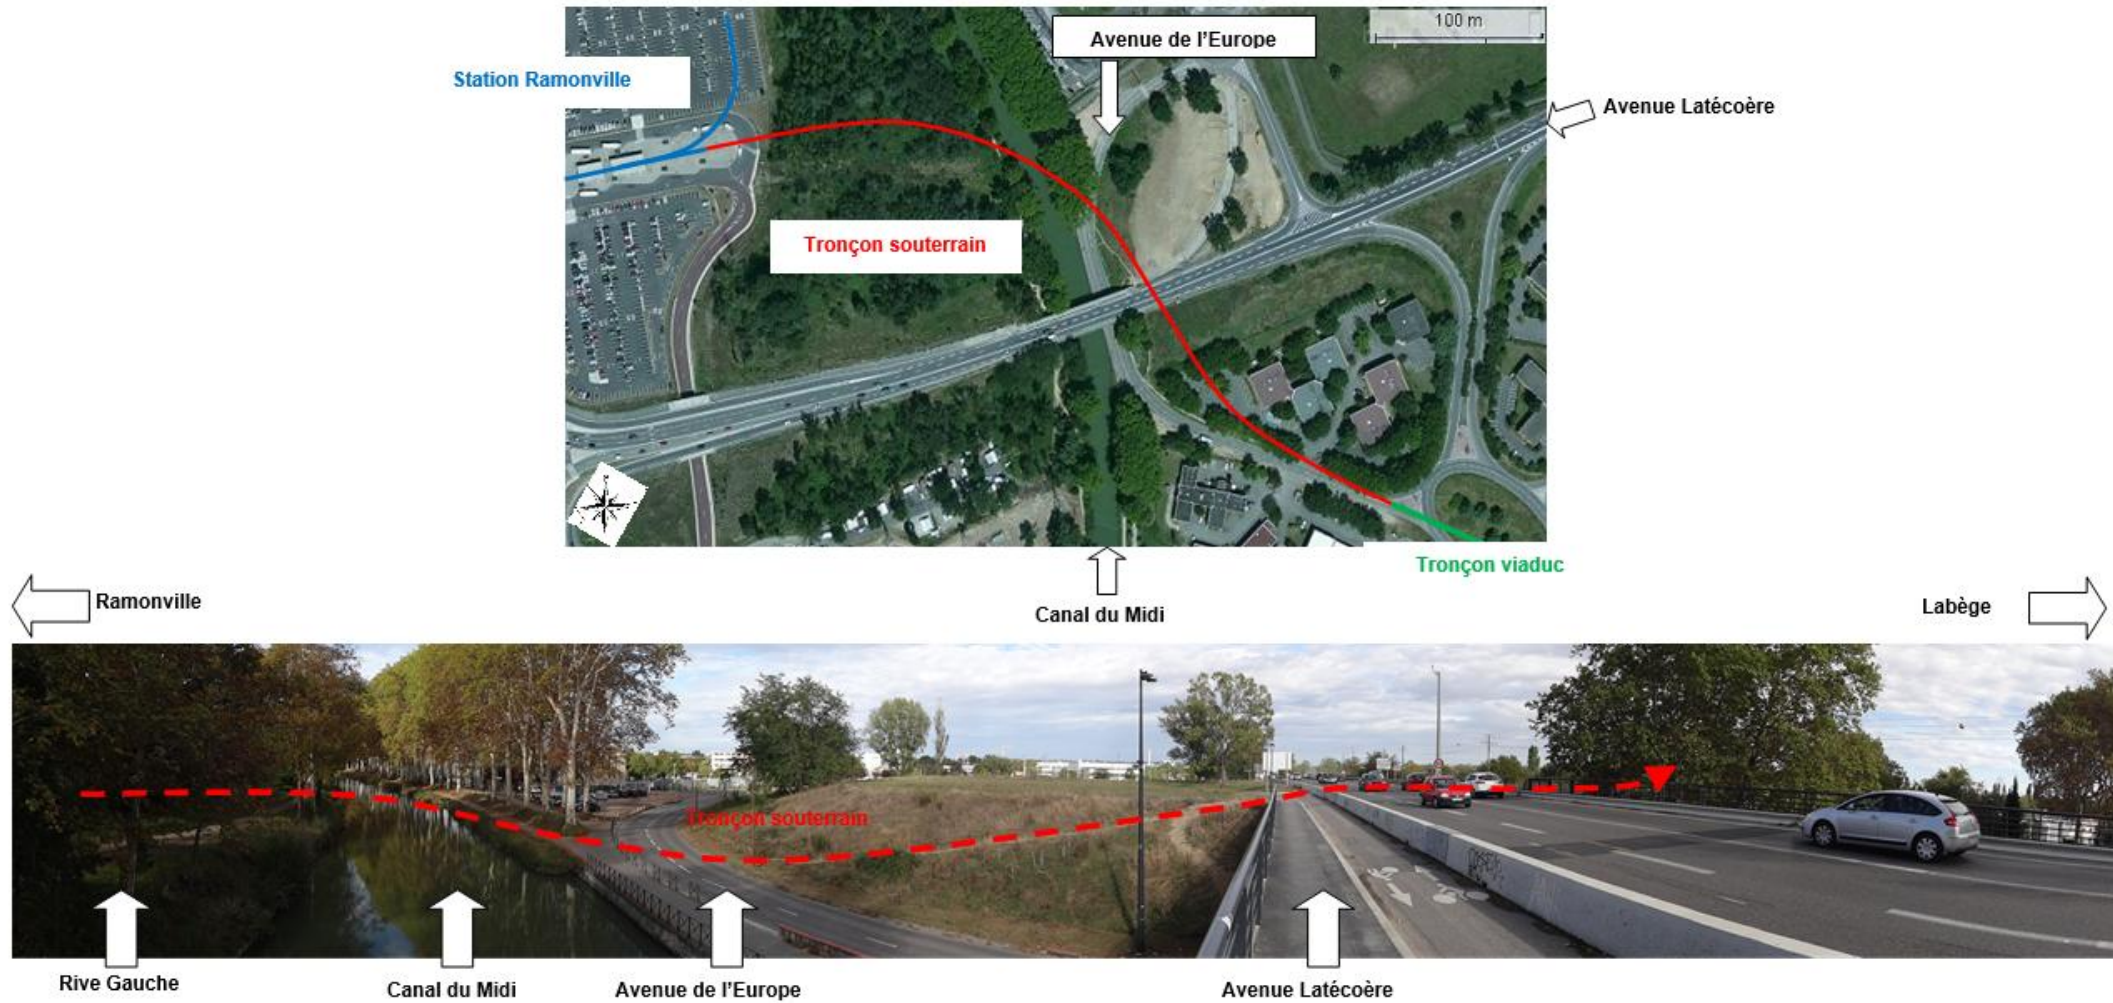 100 m
Avenue de l'Europe
Station Ramonville
Avenue Latécoère
Tronçon souterrain
Tronçon viaduc
Ramonville
Canal du Midi
Labège
Tronçon souterrain
Rive Gauche
Canal du Midi
Avenue de l'Europe
Avenue Latécoère